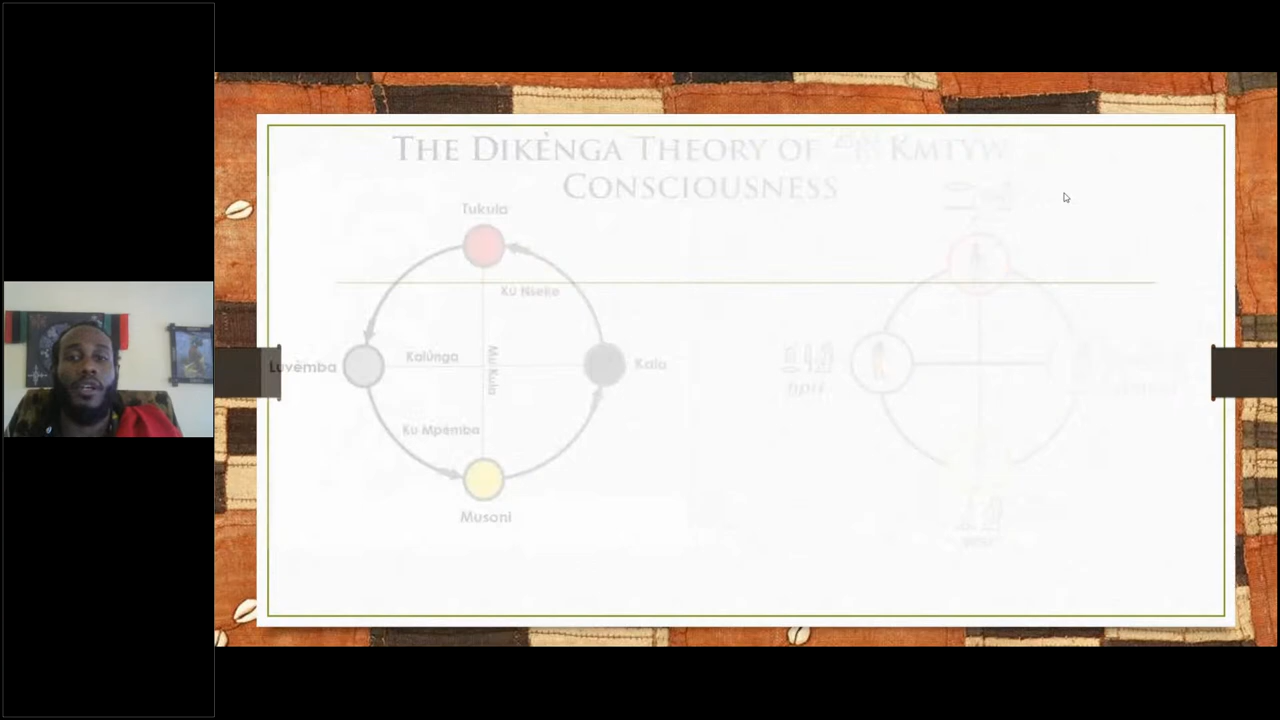 THE DIKÈNGA THEORY OF KMTYW
CONSCIOUSNESS
Tukula
Ku Nseke
Luvèmba
Kalûnga
Mu Kula
Kala
Ku Mpèmba
Musoni